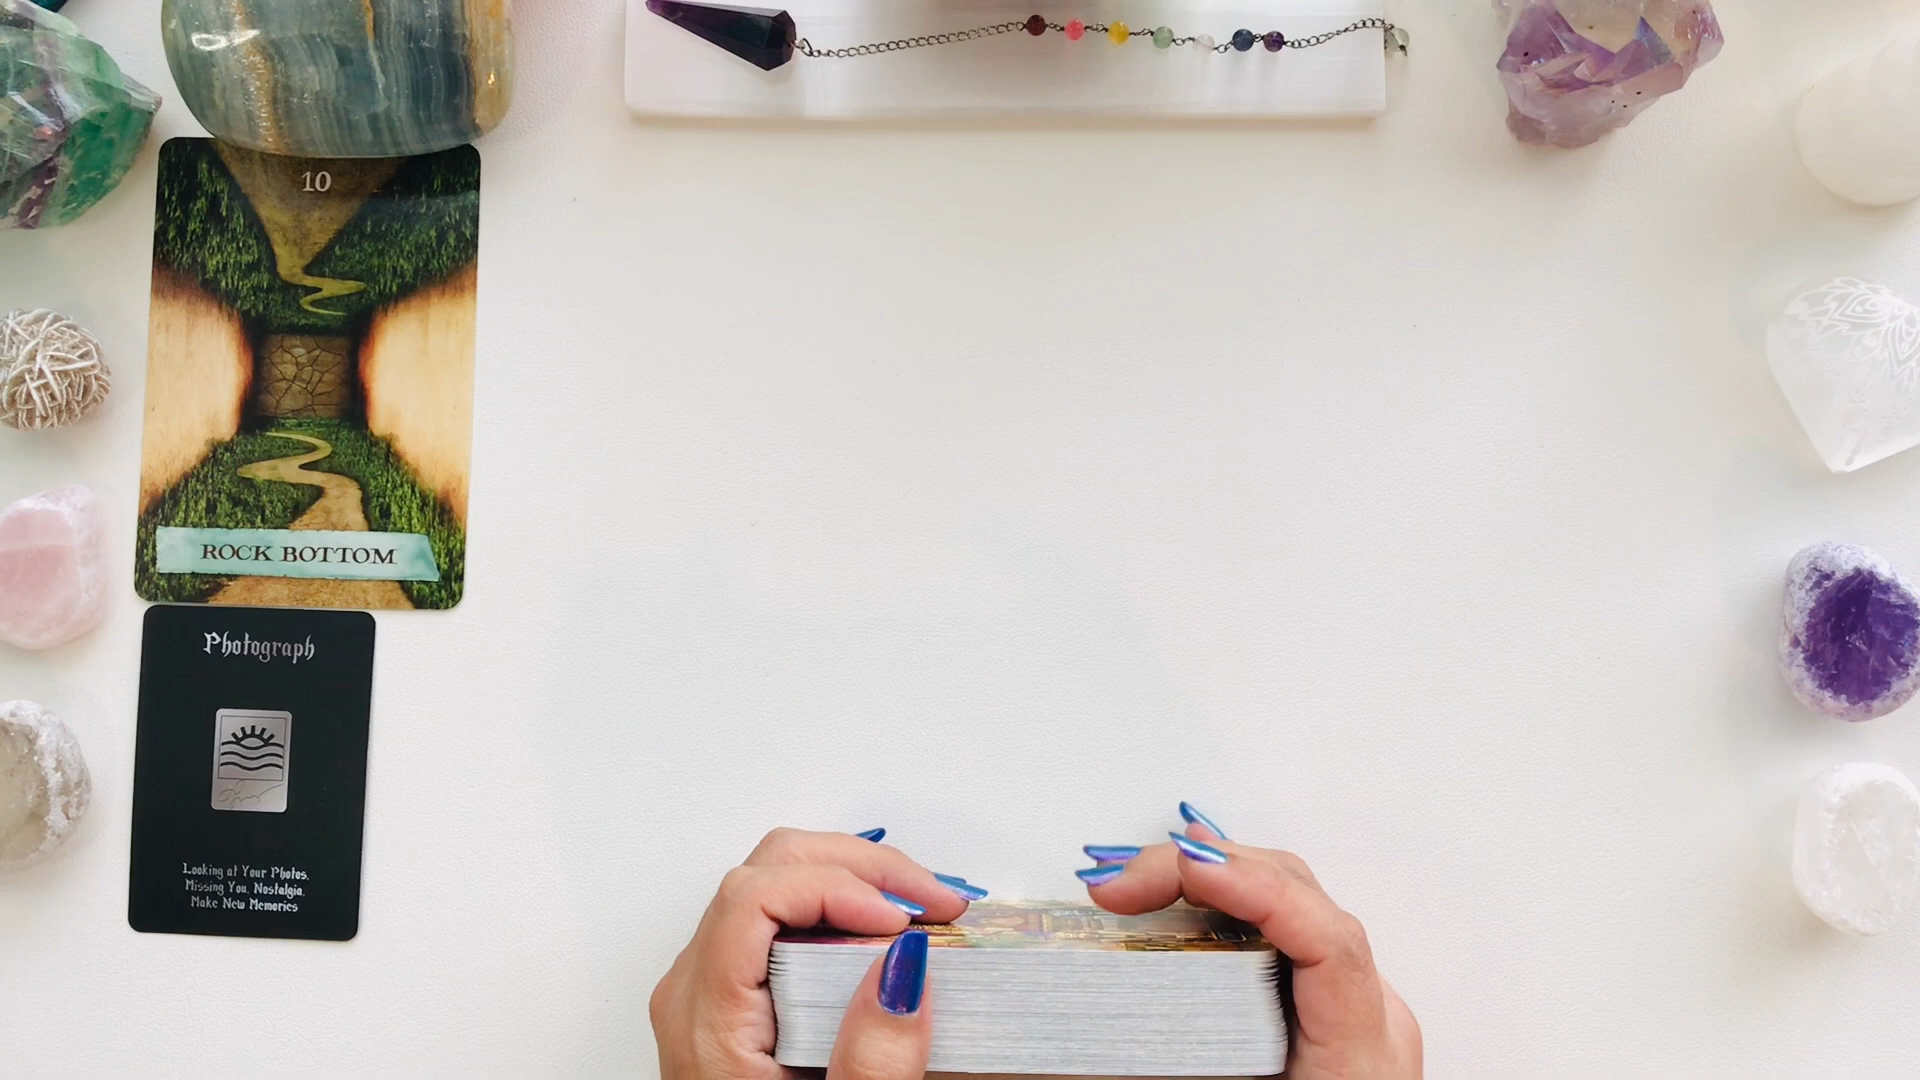 10
ROCK BOTTOM
Photograph
Looking at Your Photos.
Missing You. Nostalgia.
Make New Memories